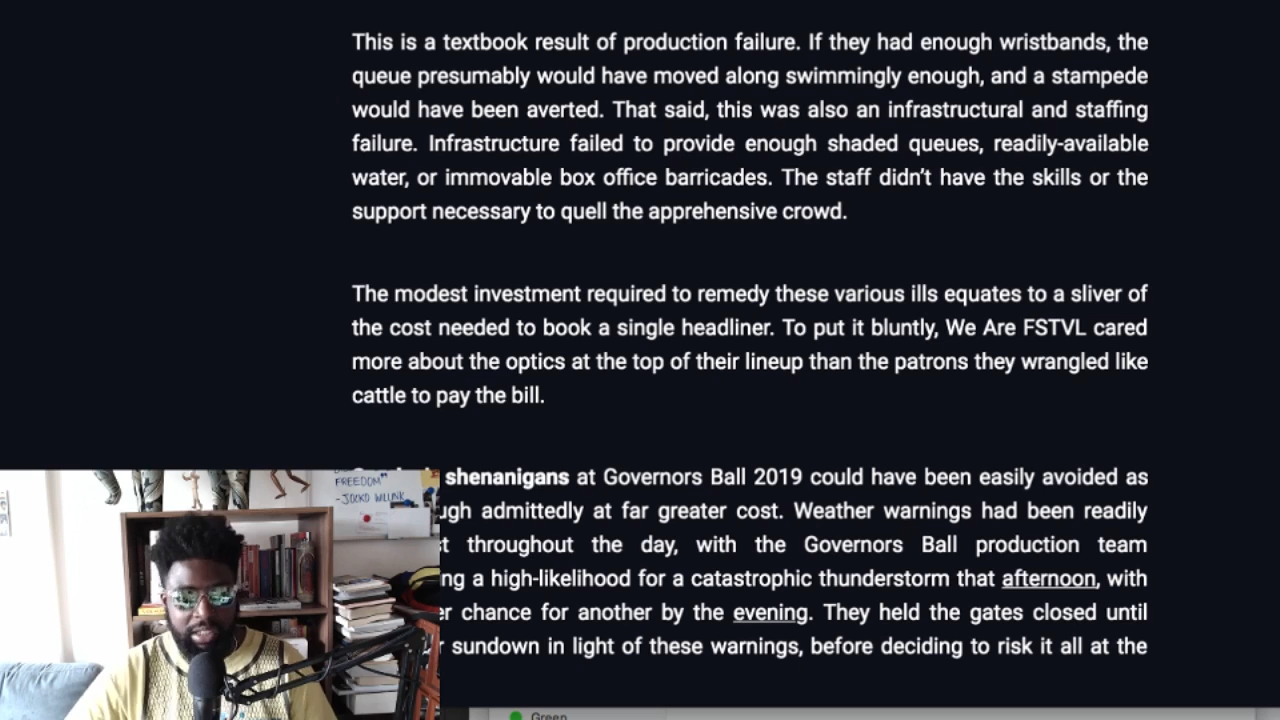 This is a textbook result of production failure. If they had enough wristbands, the
queue presumably would have moved along swimmingly enough, and a stampede
would have been averted. That said, this was also an infrastructural and staffing
failure. Infrastructure failed to provide enough shaded queues, readily-available
water, or immovable box office barricades. The staff didn’t have the skills or the
support necessary to quell the apprehensive crowd.
The modest investment required to remedy these various ills equates to a sliver of
the cost needed to book a single headliner. To put it bluntly, We Are FSTVL cared
more about the optics at the top of their lineup than the patrons they wrangled like
cattle to pay the bill.
shenanigans at Governors Ball 2019 could have been easily avoided as
admittedly at far greater cost. Weather warnings had been readily
throughout the day, with the Governors Ball production team
a high-likelihood for a catastrophic thunderstorm that afternoon, with
chance for another by the evening. They held the gates closed until
sundown in light of these warnings, before deciding to risk it all at the
FREEDOM"
-JOCKO WILLINK
Green